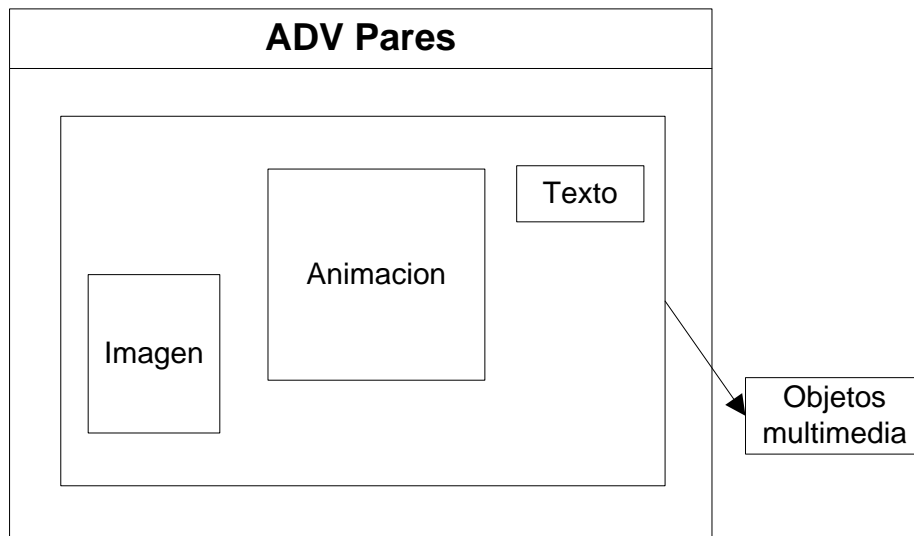 ADV Pares
Texto
Animacion
Imagen
Objetos
multimedia